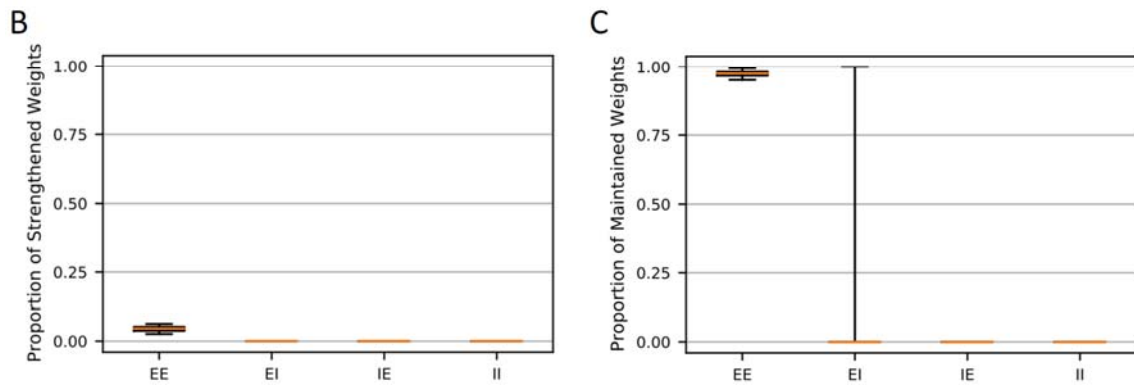 B
Proportion of Strengthened Weights
1.00
0.75
0.50
0.25
0.00
EE EI IE II
C
Proportion of Maintained Weights
1.00
0.75
0.50
0.25
0.00
EE EI IE II